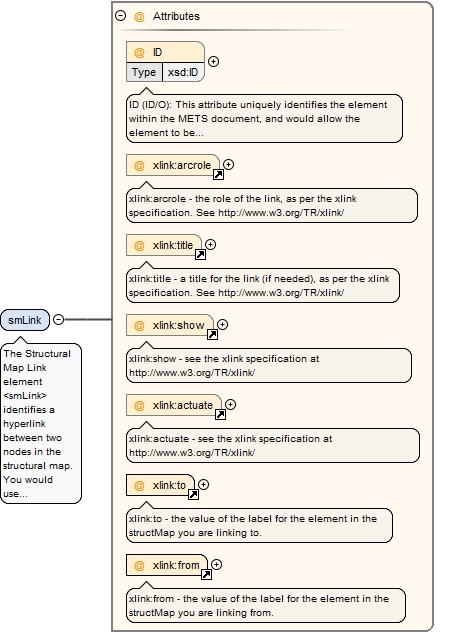 @ Attributes
@ ID
Type xsd:ID
ID (ID/O): This attribute uniquely identifies the element
within the METS document, and would allow the
element to be...
@ xlink:arcrole
xlink:arcrole - the role of the link, as per the xlink
specification. See http://www.w3.org/TR/xlink/
@ xlink:title
xlink:title - a title for the link (if needed), as per the xlink
specification. See http://www.w3.org/TR/xlink/
@ xlink:show
xlink:show - see the xlink specification at
http://www.w3.org/TR/xlink/
@ xlink:actuate
xlink:actuate - see the xlink specification at
http://www.w3.org/TR/xlink/
@ xlink:to
xlink:to - the value of the label for the element in the
structMap you are linking to.
@ xlink:from
xlink:from - the value of the label for the element in the
structMap you are linking from.
smLink
The Structural
Map Link
element
<smLink>
identifies a
hyperlink
between two
nodes in the
structural map.
You would
use...